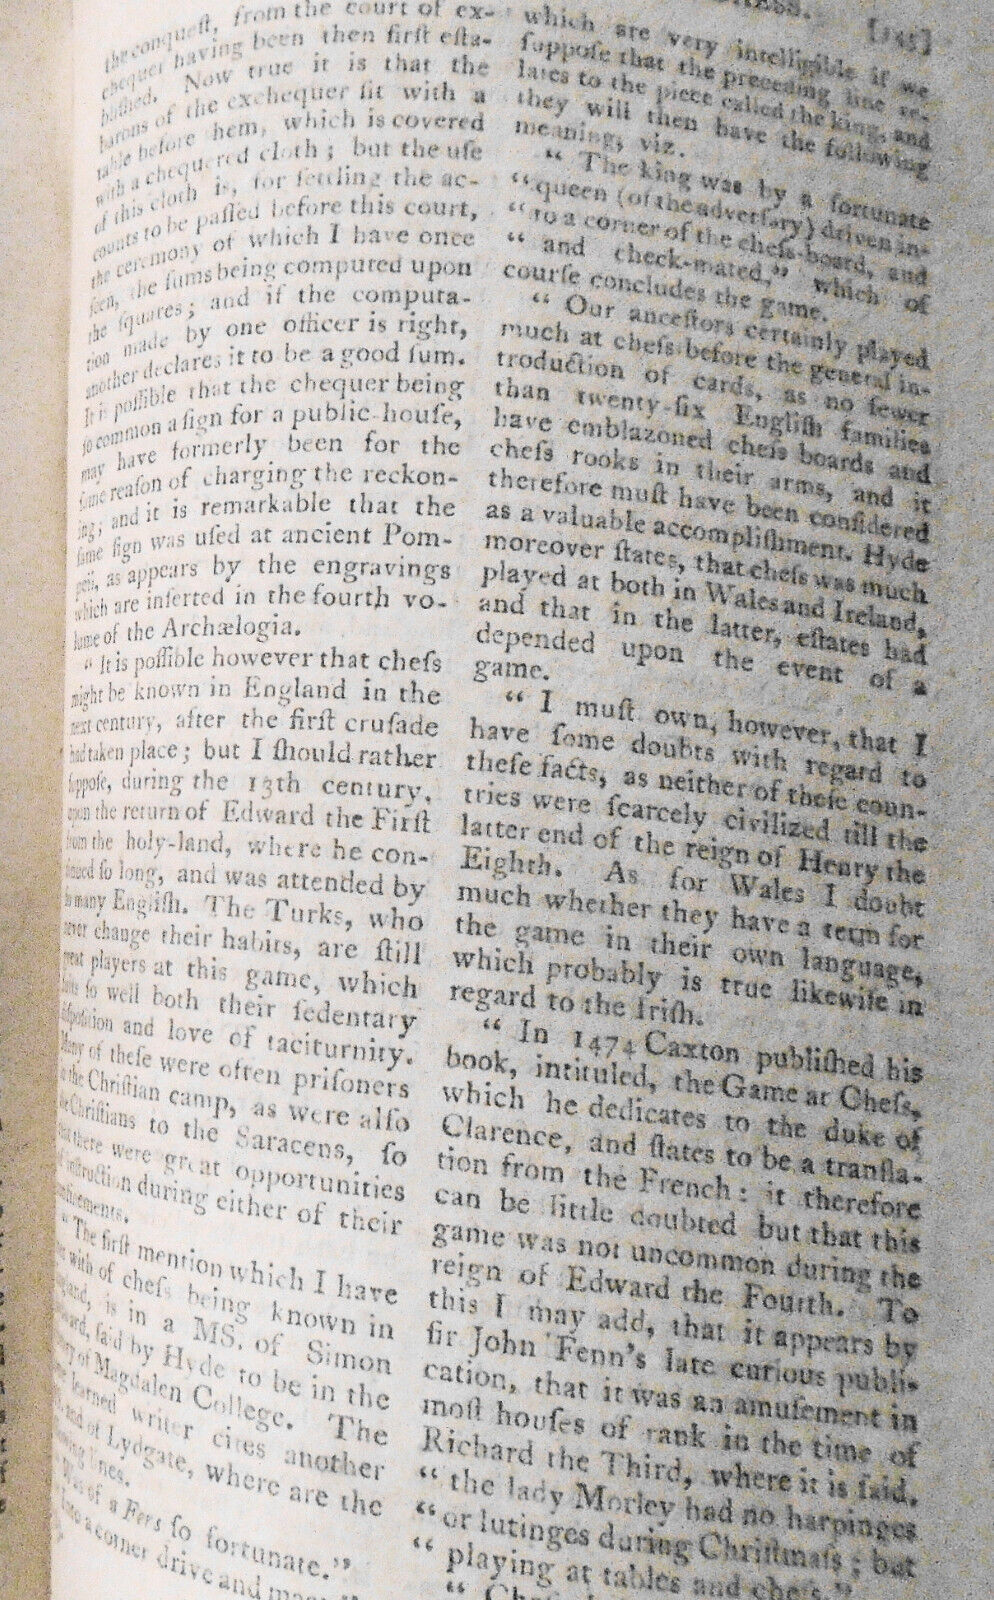 [145]
the conquest, from the court of ex-
chequer having been then first esta-
blished. Now true it is that the
barons of the exchequer sit with a
table before hem, which is covered
with a chequered cloth; but the use
of this cloth is, for settling the ac-
counts to be passed before this court,
the ceremony of which I have once
seen, the sums being computed upon
the squares; and if the computa-
tion made by one officer is right,
another declares it to be a good sum.
It is possible that the chequer being
so common a sign for a public-house,
may have formerly been for the
same reason of charging the reckon-
ing; and it is remarkable that the
same sign was used at ancient Pom-
peii, as appears by the engravings
which are inserted in the fourth vo-
lume of the Archælogia.
“ It is possible however that chess
might be known in England in the
next century, after the first crusade
had taken place; but I should rather
suppose, during the 13th century,
upon the return of Edward the First
from the holy-land, where he con-
tinued so long, and was attended by
so many English. The Turks, who
never change their habits, are still
great players at this game, which
suits so well both their sedentary
disposition and love of taciturnity.
Many of these were often prisoners
in the Christian camp, as were also
the Christians to the Saracens, so
that there were great opportunities
of instruction during either of their
“ The first mention which I have
met with of chess being known in
England, is in a MS. of Simon
said by Hyde to be in the
of Magdalen College. The
learned writer cites another
and of Lydgate, where are the
following lines.
of a Fers so fortunate.”
Into a corner drive and
which are very intelligible if we
suppose that the preceding line re-
lates to the piece called the king, and
they will then have the following
meaning, viz.
“ The king was by a fortunate
“ queen (of the adversary) driven in-
“ to a corner of the chess-board, and
“ and check-mated,” which of
course concludes the game.
“ Our ancestors certainly played
much at chess before the general in-
troduction of cards, as no fewer
than twenty-six English families
have emblazoned chess boards and
chess rooks in their arms, and it
therefore must have been considered
as a valuable accomplishment. Hyde
moreover states, that chess was much
played at both in Wales and Ireland,
and that in the latter, estates had
depended upon the event of a
game.
“ I must own, however, that I
have some doubts with regard to
these facts, as neither of these coun-
tries were scarcely civilized till the
latter end of the reign of Henry the
Eighth. As for Wales I doubt
much whether they have a term for
the game in their own language,
which probably is true likewise in
regard to the Irish.
“ In 1474 Caxton published his
book, intituled, the Game at Chess,
which he dedicates to the duke of
Clarence, and states to be a transla-
tion from the French: it therefore
can be little doubted but that this
game was not uncommon during the
reign of Edward the Fourth. To
this I may add, that it appears by
sir John Fenn's late curious publi-
cation, that it was an amusement in
most houses of rank in the time of
Richard the Third, where it is said,
“ the lady Morley had no harpinges
“ or lutinges during Christmass; but
“ playing at tables and chess.”